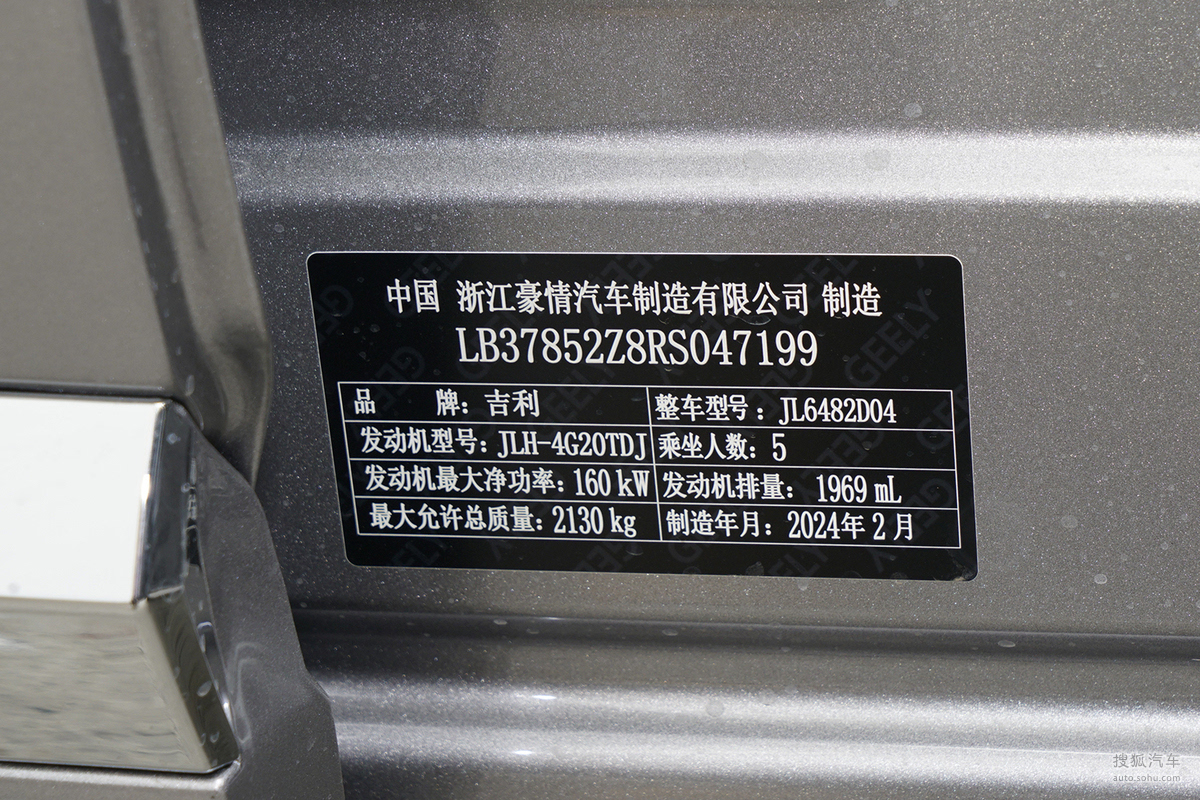 中国 浙江豪情汽车制造有限公司 制造
LB37852Z8RS047199
品 牌：吉利 整车型号：JL6482D04
发动机型号：JLH-4G20TDJ 乘坐人数：5
发动机最大净功率：160 kW 发动机排量：1969 mL
最大允许总质量：2130 kg 制造年月：2024年2月
搜狐汽车
auto.sohu.com